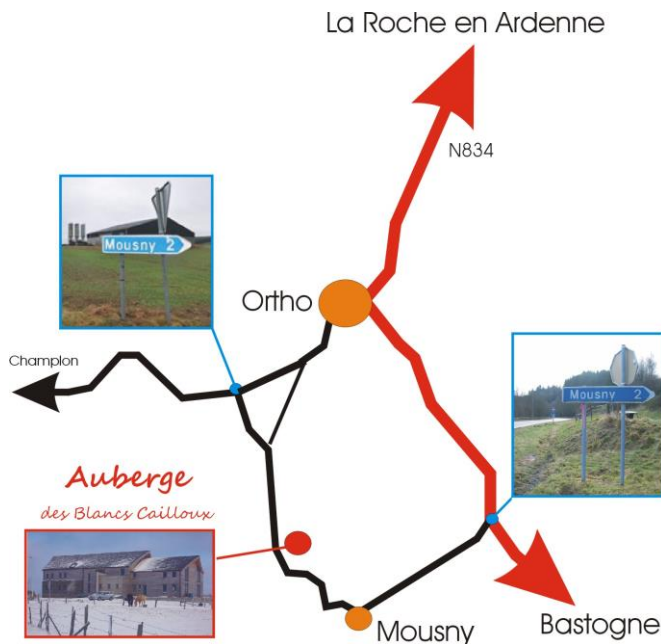 La Roche en Ardenne
N834
Mousny 2
Ortho
Champlon
Mousny 2
Auberge
des Blancs Cailloux
Mousny
Bastogne